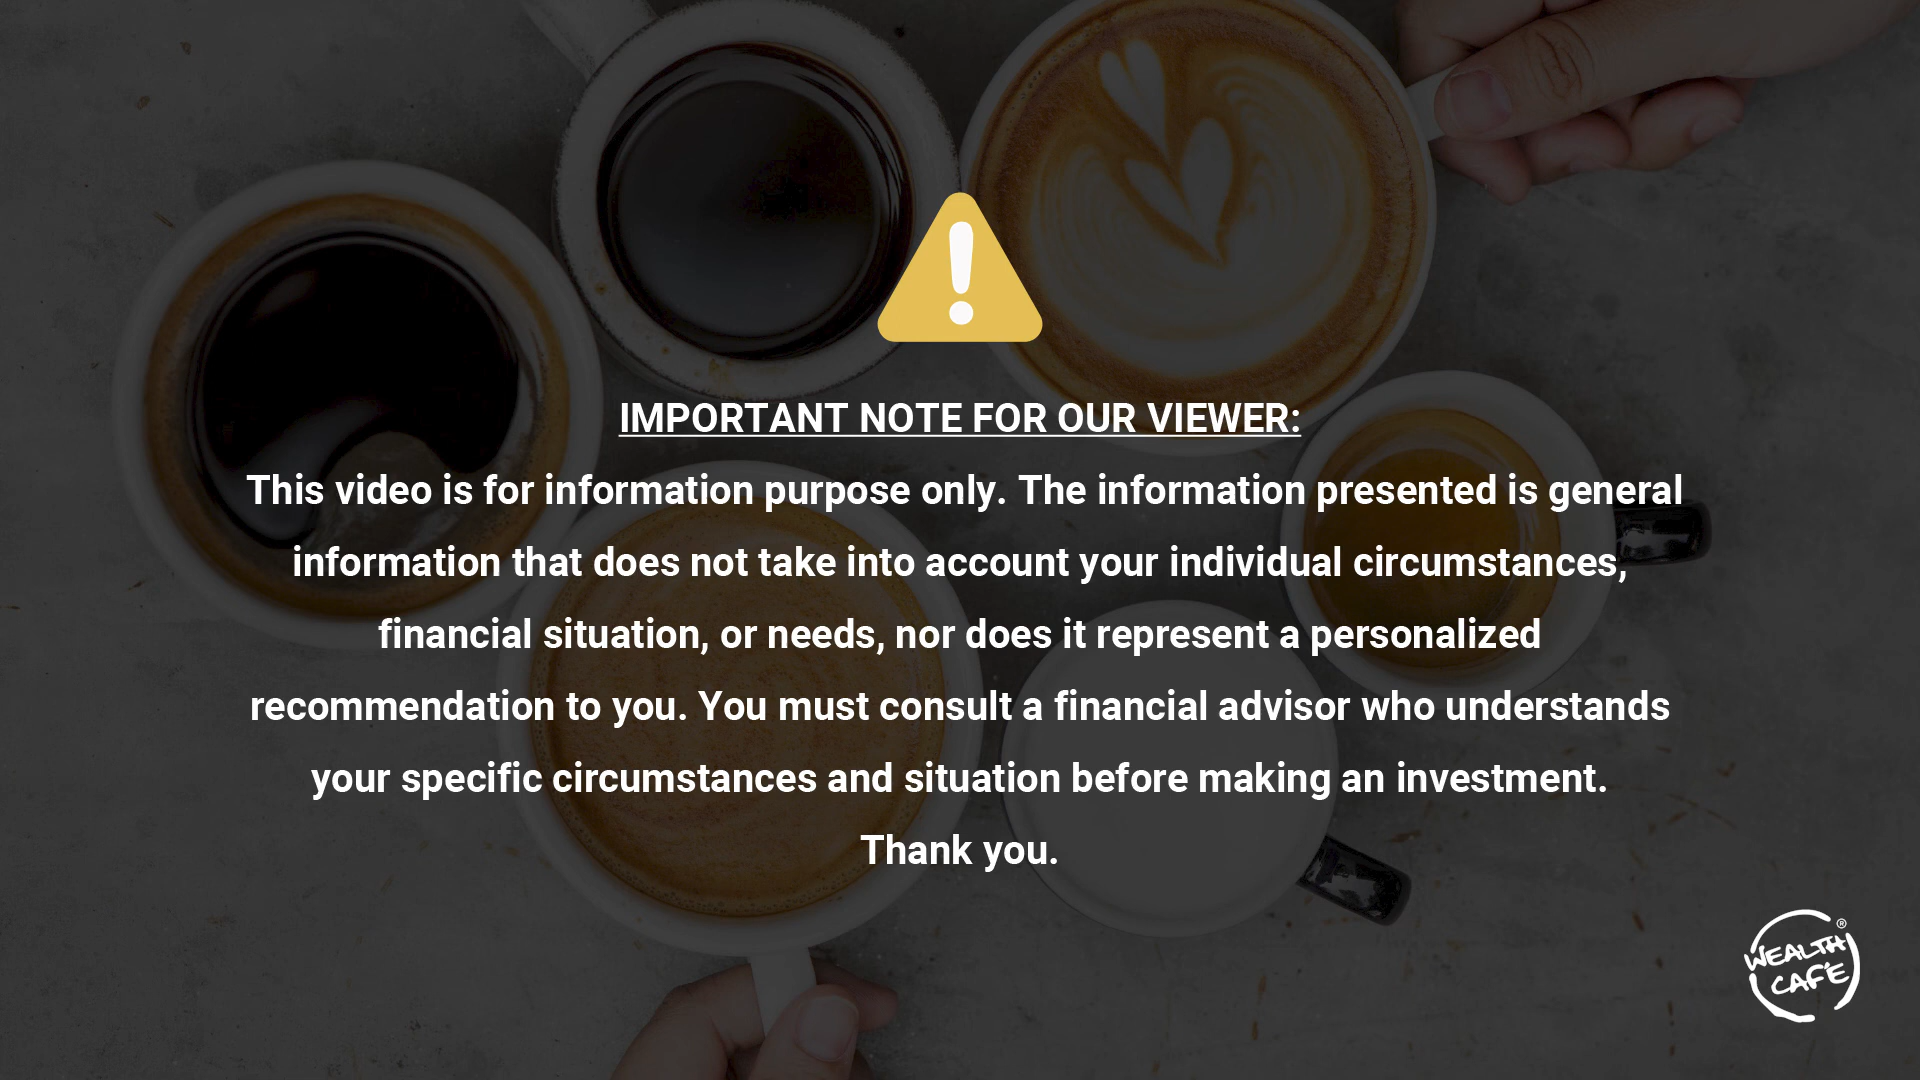 IMPORTANT NOTE FOR OUR VIEWER:
This video is for information purpose only. The information presented is general
information that does not take into account your individual circumstances,
financial situation, or needs, nor does it represent a personalized
recommendation to you. You must consult a financial advisor who understands
your specific circumstances and situation before making an investment.
Thank you.
®
WEALTH
CAFE